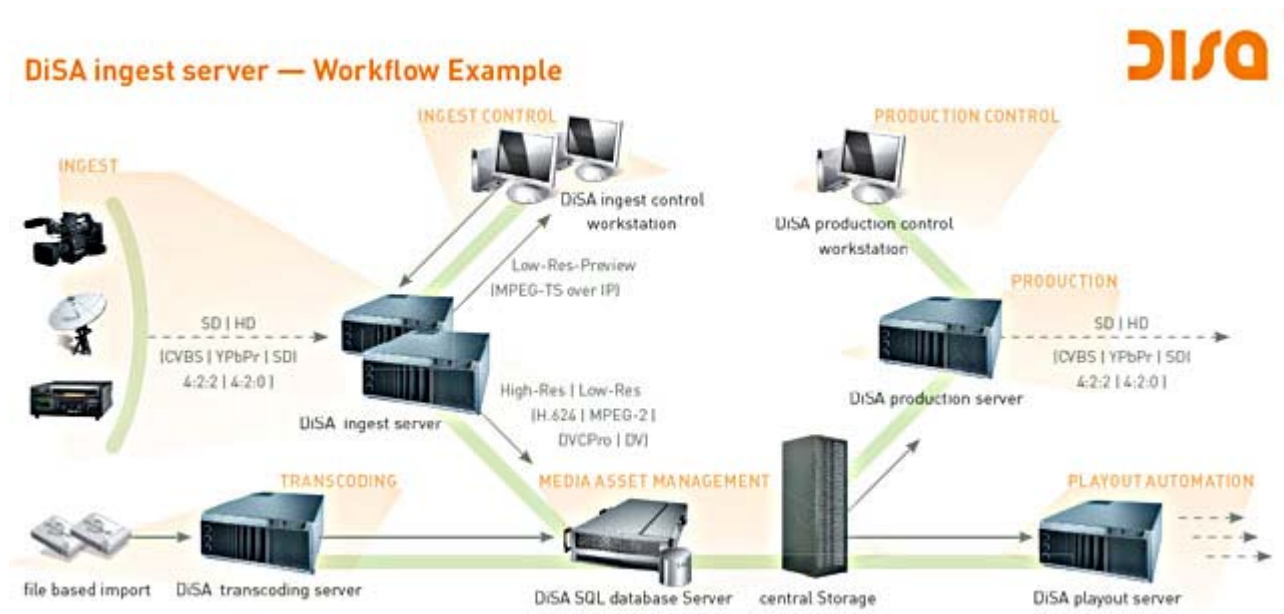 DiSA
DiSA ingest server — Workflow Example
INGEST CONTROL
PRODUCTION CONTROL
INGEST
DiSA ingest control
workstation
DiSA production control
workstation
Low-Res-Preview
(MPEG-TS over IP)
PRODUCTION
SD | HD
(CVBS | YPbPr | SDI
4:2:2 | 4:2:0)
SD | HD
(CVBS | YPbPr | SDI
4:2:2 | 4:2:0)
DiSA ingest server
High-Res | Low-Res
(H.624 | MPEG-2 |
DVCPro | DV)
DiSA production server
TRANSCODING
MEDIA ASSET MANAGEMENT
PLAYOUT AUTOMATION
file based import
DiSA transcoding server
DiSA SQL database Server
central Storage
DiSA playout server